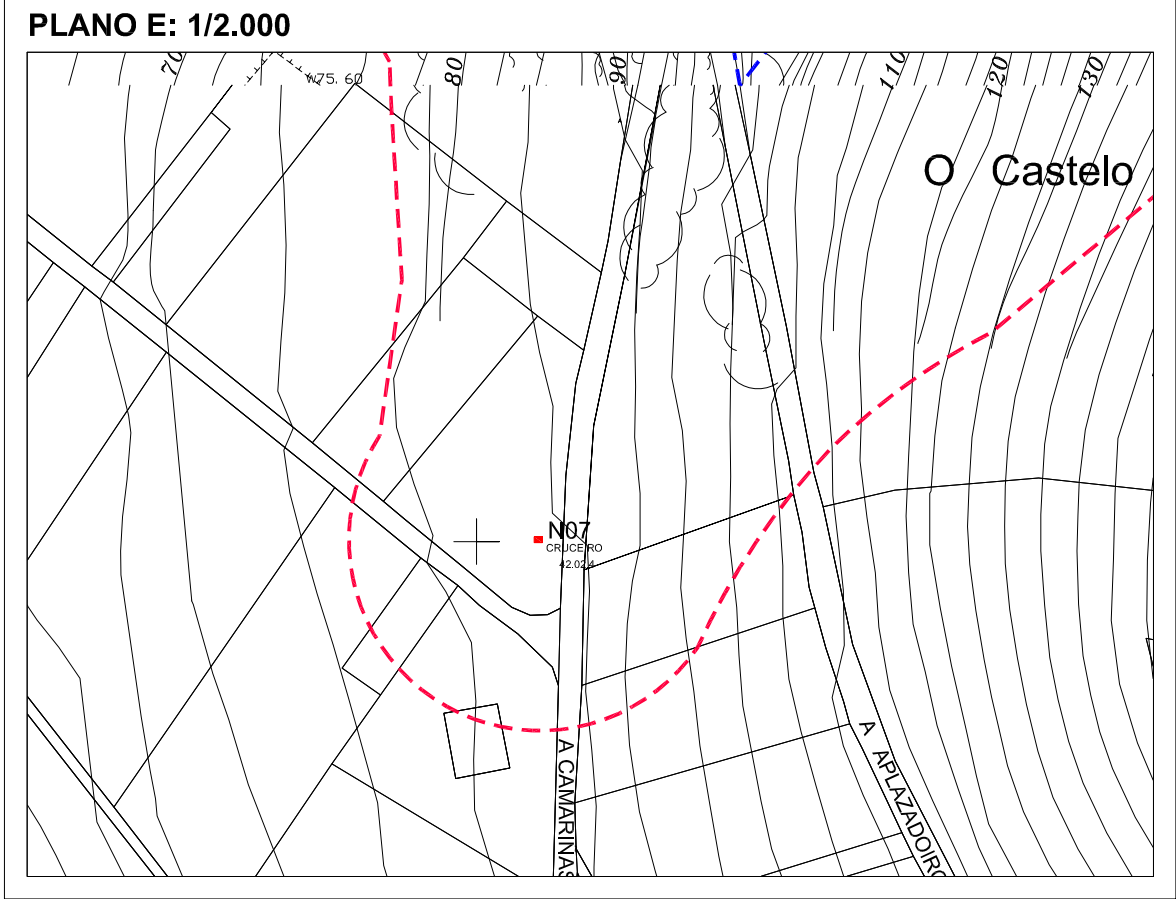 PLANO E: 1/2.000
70
75.60
80
90
110
120
130
O Castelo
N07
CRUCEIRO
42.024
A CAMARINAS
A APLAZADOIRO